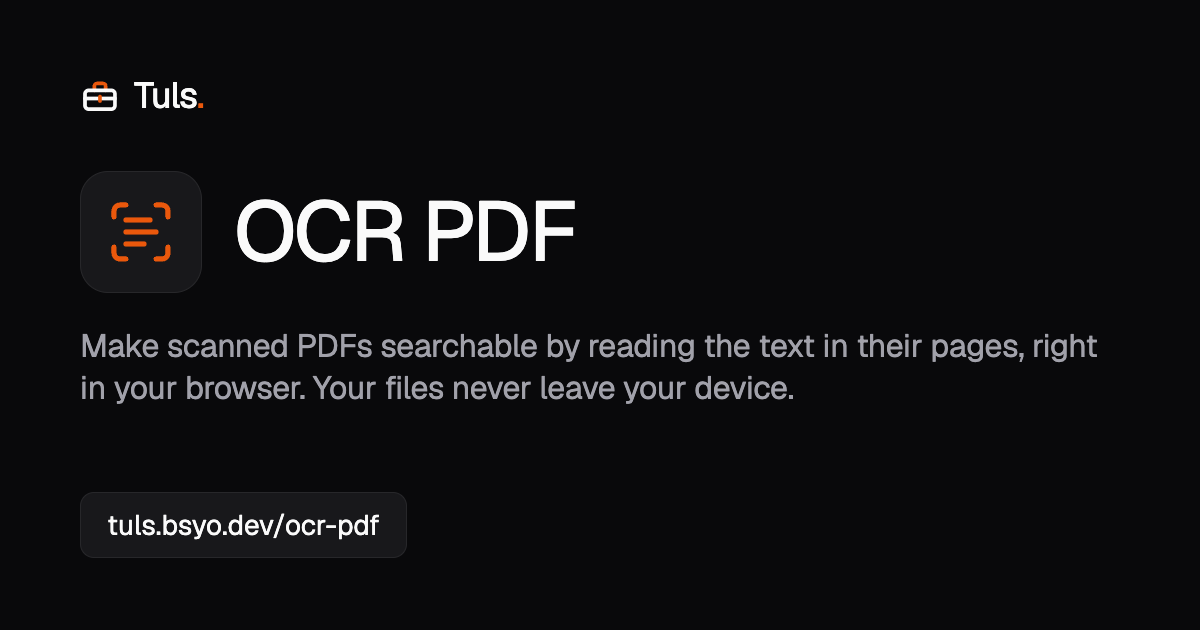 Tuls.
OCR PDF
Make scanned PDFs searchable by reading the text in their pages, right
in your browser. Your files never leave your device.
tuls.bsyo.dev/ocr-pdf